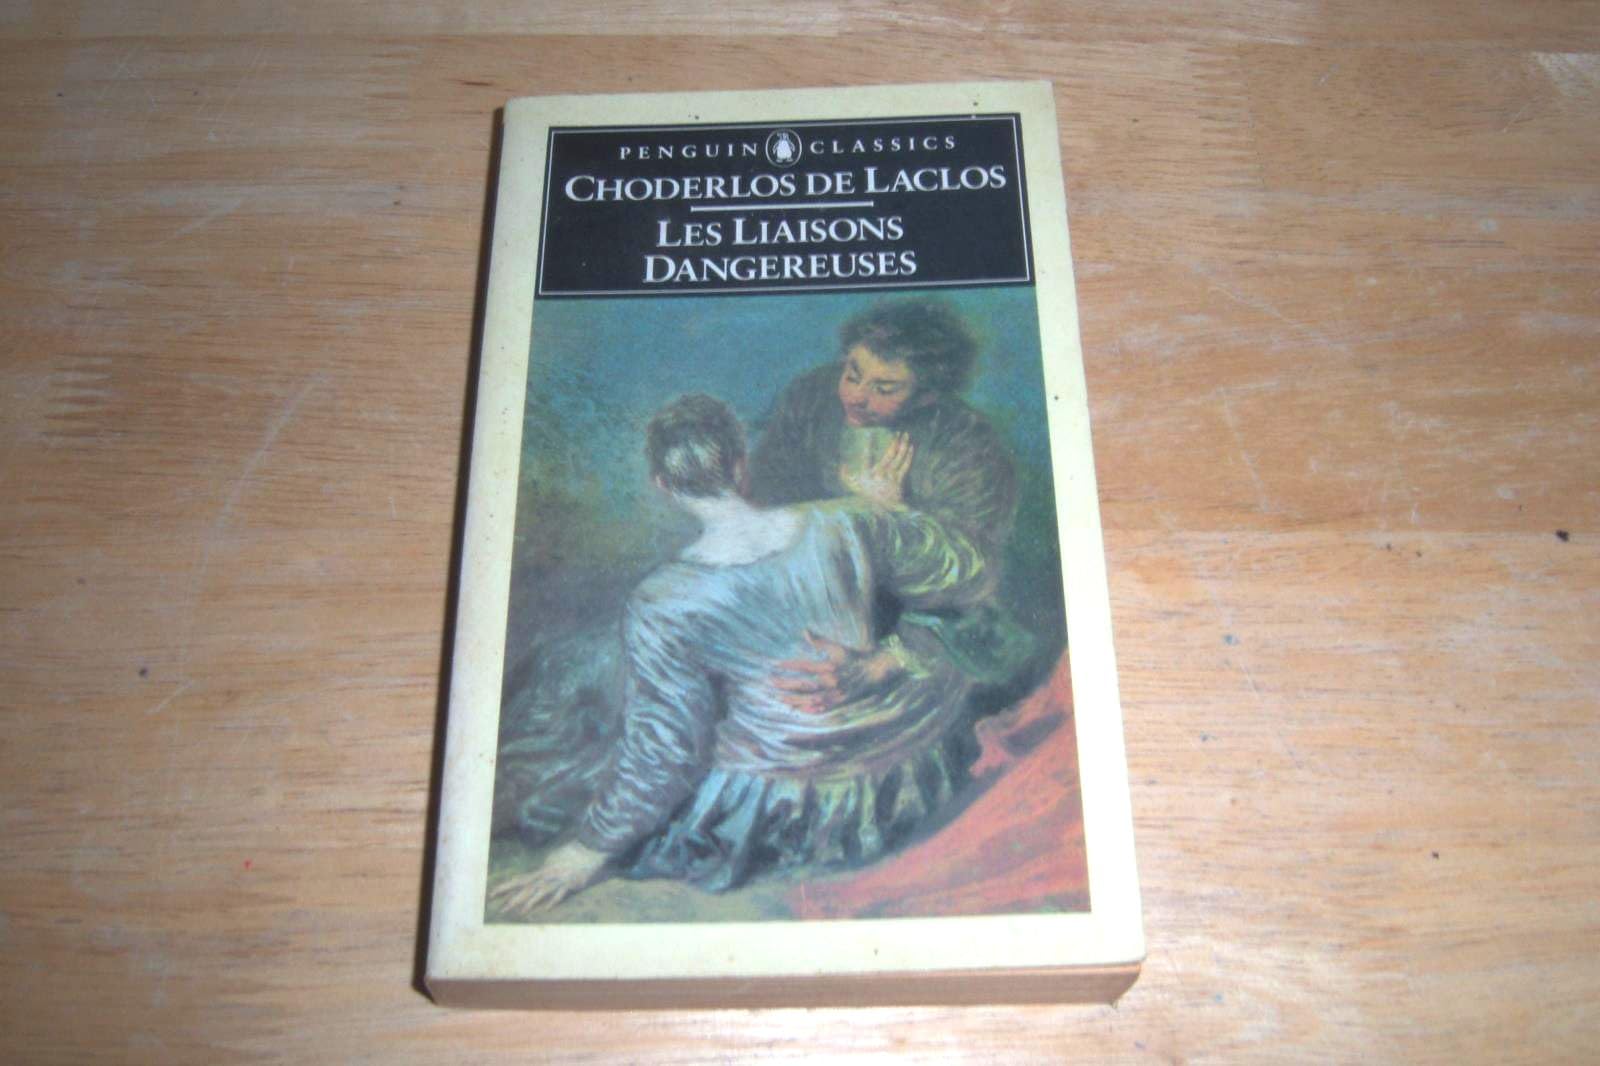 PENGUIN CLASSICS
CHODERLOS DE LACLOS
LES LIAISONS
DANGEREUSES